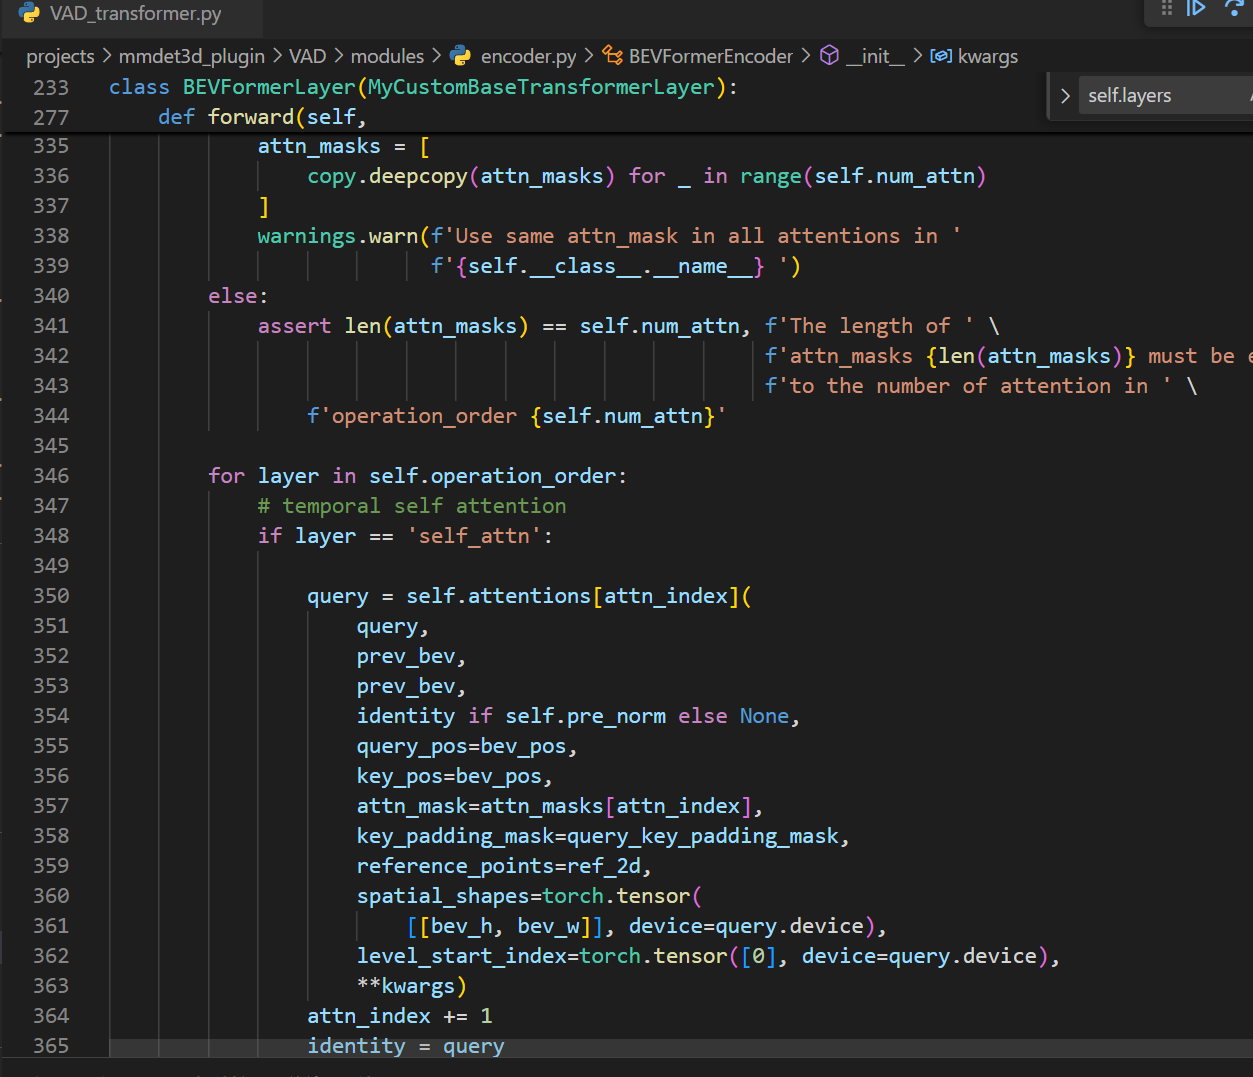 VAD_transformer.py
projects > mmdet3d_plugin > VAD > modules > encoder.py > BEVFormerEncoder > __init__ > kwargs
233 class BEVFormerLayer(MyCustomBaseTransformerLayer):
self.layers
277 def forward(self,
335 attn_masks = [
336 copy.deepcopy(attn_masks) for _ in range(self.num_attn)
337 ]
338 warnings.warn(f'Use same attn_mask in all attentions in '
339 f'{self.__class__.__name__} ')
340 else:
341 assert len(attn_masks) == self.num_attn, f'The length of ' \
342 f'attn_masks {len(attn_masks)} must be
343 f'to the number of attention in ' \
344 f'operation_order {self.num_attn}'
345
346 for layer in self.operation_order:
347 # temporal self attention
348 if layer == 'self_attn':
349
350 query = self.attentions[attn_index](
351 query,
352 prev_bev,
353 prev_bev,
354 identity if self.pre_norm else None,
355 query_pos=bev_pos,
356 key_pos=bev_pos,
357 attn_mask=attn_masks[attn_index],
358 key_padding_mask=query_key_padding_mask,
359 reference_points=ref_2d,
360 spatial_shapes=torch.tensor(
361 [[bev_h, bev_w]], device=query.device),
362 level_start_index=torch.tensor([0], device=query.device),
363 **kwargs)
364 attn_index += 1
365 identity = query